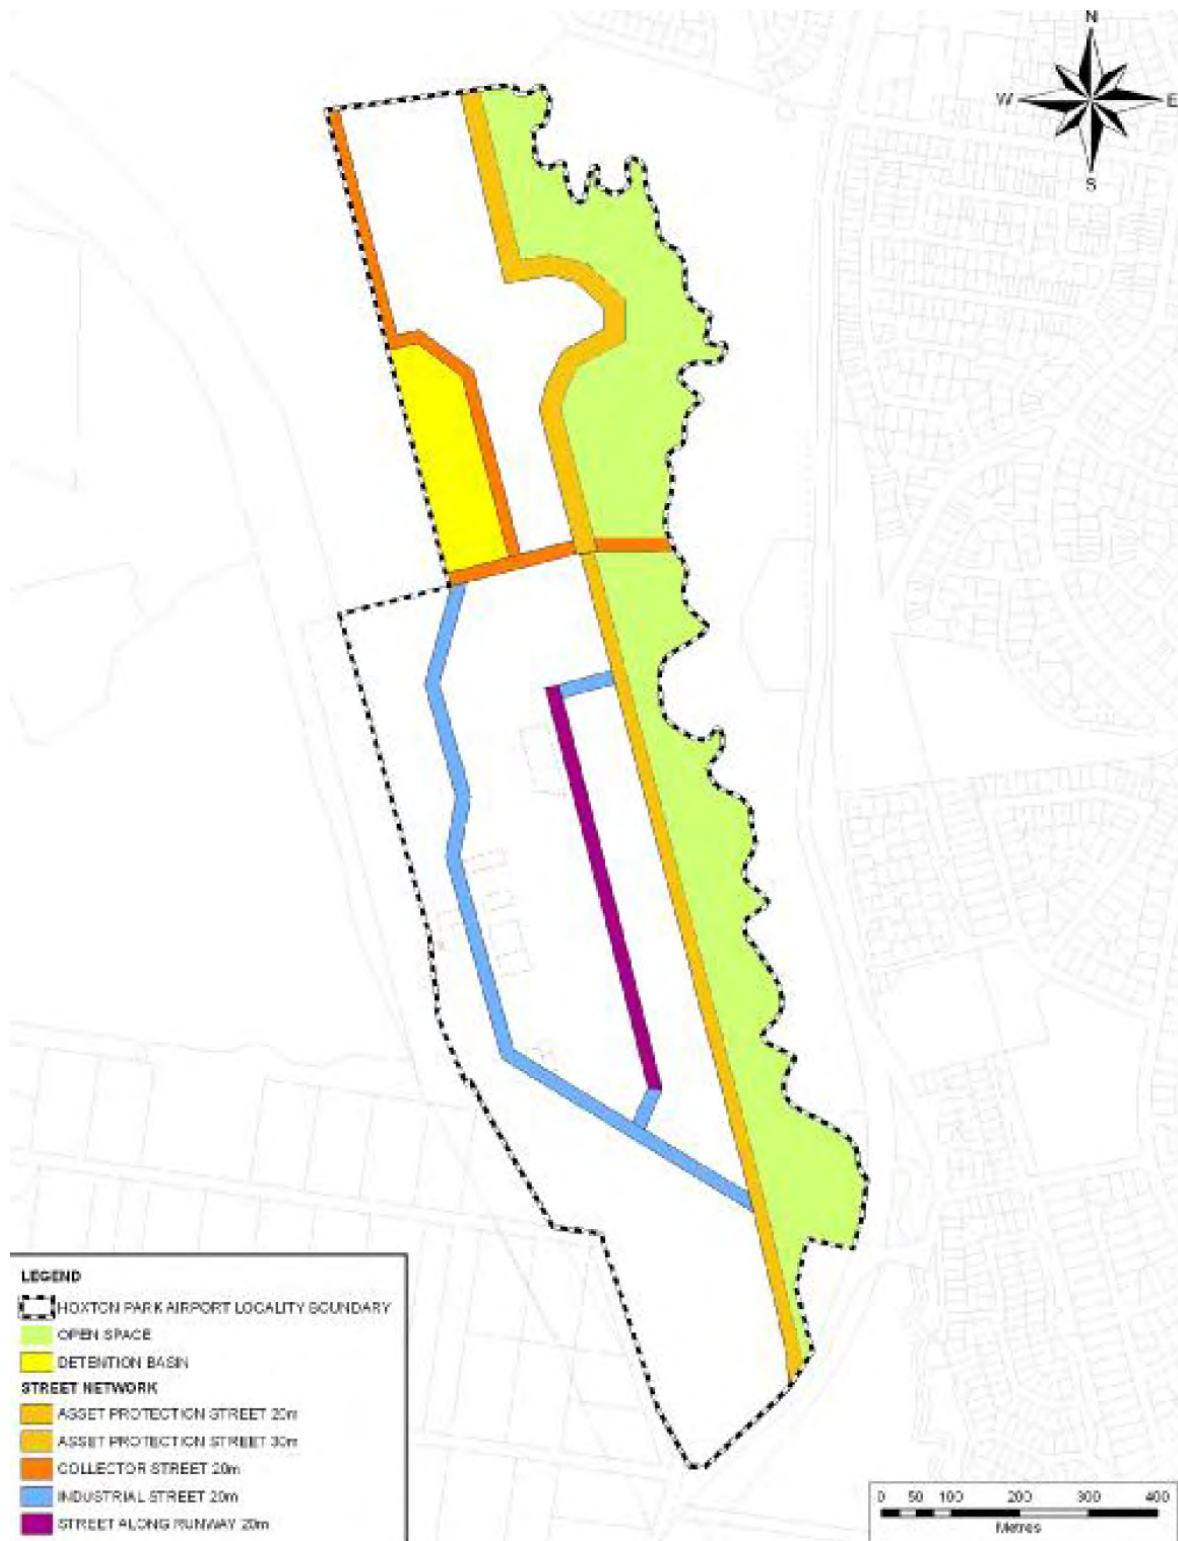 N
W E
S
LEGEND
HOXTON PARK AIRPORT LOCALITY BOUNDARY
OPEN SPACE
DETENTION BASIN
STREET NETWORK
ASSET PROTECTION STREET 20m
ASSET PROTECTION STREET 30m
COLLECTOR STREET 20m
INDUSTRIAL STREET 20m
STREET ALONG RUNWAY 20m
0 50 100 200 300 400
Metres